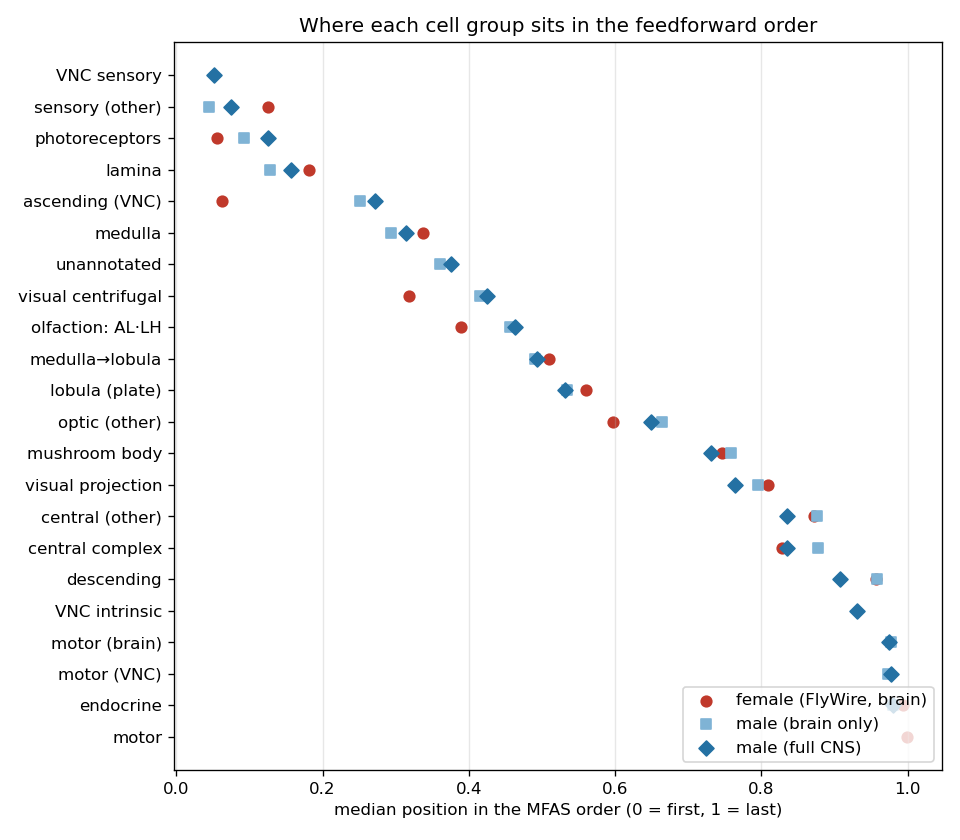 Where each cell group sits in the feedforward order
VNC sensory
sensory (other)
photoreceptors
lamina
ascending (VNC)
medulla
unannotated
visual centrifugal
olfaction: AL·LH
medulla→lobula
lobula (plate)
optic (other)
mushroom body
visual projection
central (other)
central complex
descending
VNC intrinsic
motor (brain)
motor (VNC)
endocrine
motor
female (FlyWire, brain)
male (brain only)
male (full CNS)
0.0 0.2 0.4 0.6 0.8 1.0
median position in the MFAS order (0 = first, 1 = last)